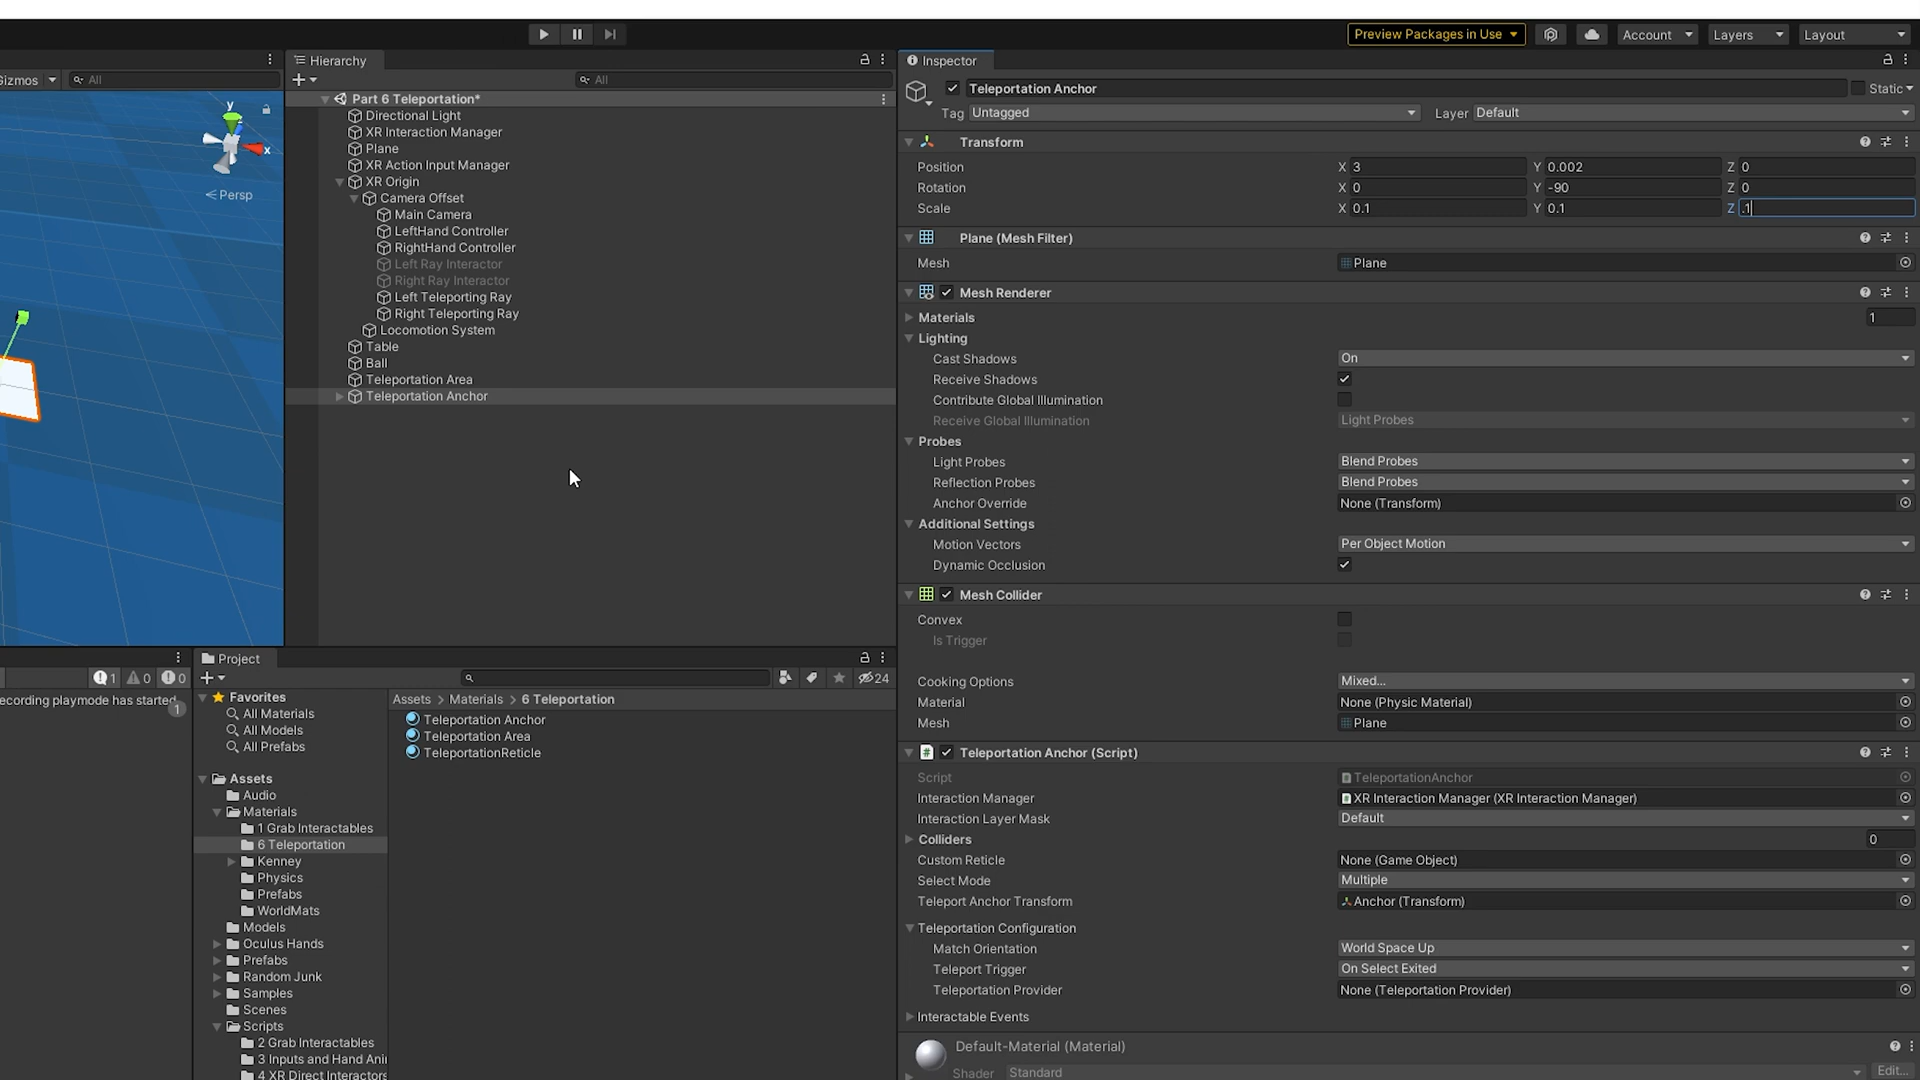 Preview Packages in Use
Account
Layers
Layout
Gizmos
All
y
x
Persp
Hierarchy
All
Part 6 Teleportation*
Directional Light
XR Interaction Manager
Plane
XR Action Input Manager
XR Origin
Camera Offset
Main Camera
LeftHand Controller
RightHand Controller
Left Ray Interactor
Right Ray Interactor
Left Teleporting Ray
Right Teleporting Ray
Locomotion System
Table
Ball
Teleportation Area
Teleportation Anchor
1 0 0
ecording playmode has started
1
Project
24
Favorites
All Materials
All Models
All Prefabs
Assets
Audio
Materials
1 Grab Interactables
6 Teleportation
Kenney
Physics
Prefabs
WorldMats
Models
Oculus Hands
Prefabs
Random Junk
Samples
Scenes
Scripts
2 Grab Interactables
3 Inputs and Hand Ani
4 XR Direct Interactors
Assets > Materials > 6 Teleportation
Teleportation Anchor
Teleportation Area
TeleportationReticle
Inspector
Teleportation Anchor Static
Tag Untagged Layer Default
Transform
Position X 3 Y 0.002 Z 0
Rotation X 0 Y -90 Z 0
Scale X 0.1 Y 0.1 Z .1
Plane (Mesh Filter)
Mesh Plane
Mesh Renderer
Materials 1
Lighting
Cast Shadows On
Receive Shadows
Contribute Global Illumination
Receive Global Illumination Light Probes
Probes
Light Probes Blend Probes
Reflection Probes Blend Probes
Anchor Override None (Transform)
Additional Settings
Motion Vectors Per Object Motion
Dynamic Occlusion
Mesh Collider
Convex
Is Trigger
Cooking Options Mixed...
Material None (Physic Material)
Mesh Plane
# Teleportation Anchor (Script)
Script TeleportationAnchor
Interaction Manager XR Interaction Manager (XR Interaction Manager)
Interaction Layer Mask Default
Colliders 0
Custom Reticle None (Game Object)
Select Mode Multiple
Teleport Anchor Transform Anchor (Transform)
Teleportation Configuration
Match Orientation World Space Up
Teleport Trigger On Select Exited
Teleportation Provider None (Teleportation Provider)
Interactable Events
Default-Material (Material)
Shader Standard Edit...